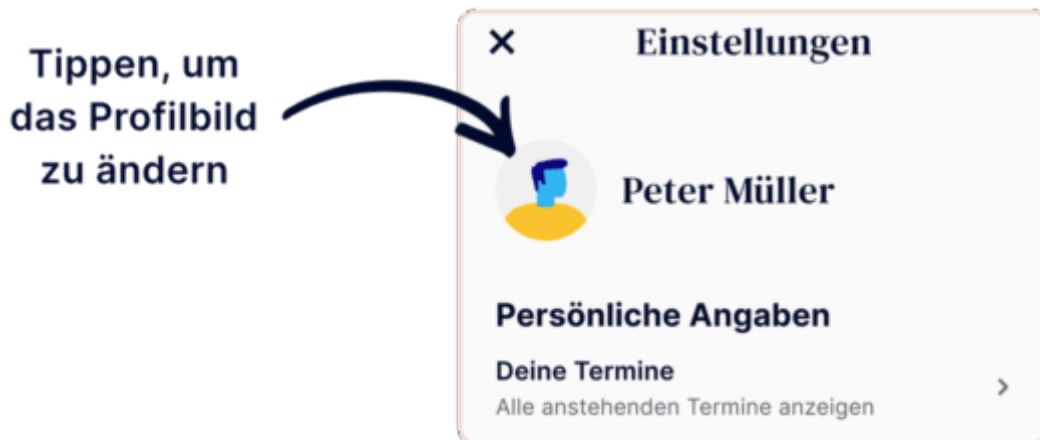 Tippen, um
das Profilbild
zu ändern
Einstellungen
Peter Müller
Persönliche Angaben
Deine Termine
Alle anstehenden Termine anzeigen